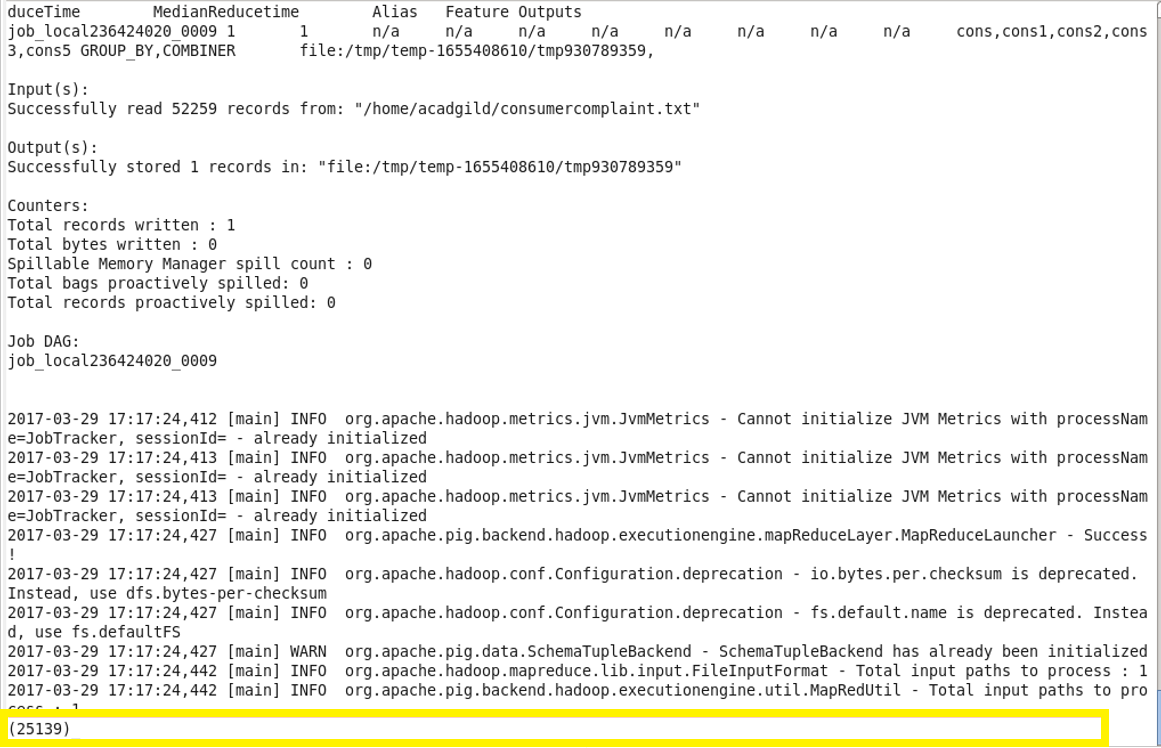 duceTime MedianReducetime Alias Feature Outputs
job_local236424020_0009 1 1 n/a n/a n/a n/a n/a n/a n/a n/a cons,cons1,cons2,cons
3,cons5 GROUP_BY,COMBINER file:/tmp/temp-1655408610/tmp930789359,
Input(s):
Successfully read 52259 records from: "/home/acadgild/consumercomplaint.txt"
Output(s):
Successfully stored 1 records in: "file:/tmp/temp-1655408610/tmp930789359"
Counters:
Total records written : 1
Total bytes written : 0
Spillable Memory Manager spill count : 0
Total bags proactively spilled: 0
Total records proactively spilled: 0
Job DAG:
job_local236424020_0009
2017-03-29 17:17:24,412 [main] INFO org.apache.hadoop.metrics.jvm.JvmMetrics - Cannot initialize JVM Metrics with processNam
e=JobTracker, sessionId= - already initialized
2017-03-29 17:17:24,413 [main] INFO org.apache.hadoop.metrics.jvm.JvmMetrics - Cannot initialize JVM Metrics with processNam
e=JobTracker, sessionId= - already initialized
2017-03-29 17:17:24,413 [main] INFO org.apache.hadoop.metrics.jvm.JvmMetrics - Cannot initialize JVM Metrics with processNam
e=JobTracker, sessionId= - already initialized
2017-03-29 17:17:24,427 [main] INFO org.apache.pig.backend.hadoop.executionengine.mapReduceLayer.MapReduceLauncher - Success
!
2017-03-29 17:17:24,427 [main] INFO org.apache.hadoop.conf.Configuration.deprecation - io.bytes.per.checksum is deprecated.
Instead, use dfs.bytes-per-checksum
2017-03-29 17:17:24,427 [main] INFO org.apache.hadoop.conf.Configuration.deprecation - fs.default.name is deprecated. Instea
d, use fs.defaultFS
2017-03-29 17:17:24,427 [main] WARN org.apache.pig.data.SchemaTupleBackend - SchemaTupleBackend has already been initialized
2017-03-29 17:17:24,442 [main] INFO org.apache.hadoop.mapreduce.lib.input.FileInputFormat - Total input paths to process : 1
2017-03-29 17:17:24,442 [main] INFO org.apache.pig.backend.hadoop.executionengine.util.MapRedUtil - Total input paths to pro
cess : 1
(25139)